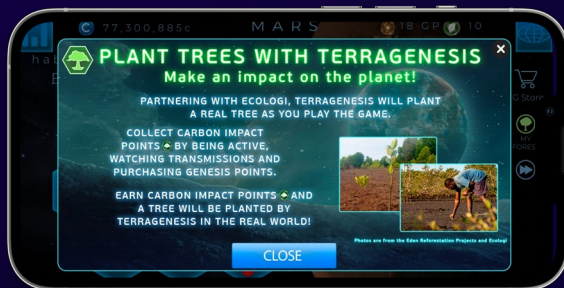 77,300,885c
MARS
18 GP
10
PLANT TREES WITH TERRAGENESIS
Make an impact on the planet!
PARTNERING WITH ECOLOGI, TERRAGENESIS WILL PLANT
A REAL TREE AS YOU PLAY THE GAME.
COLLECT CARBON IMPACT
POINTS BY BEING ACTIVE,
WATCHING TRANSMISSIONS AND
PURCHASING GENESIS POINTS.
EARN CARBON IMPACT POINTS AND
A TREE WILL BE PLANTED BY
TERRAGENESIS IN THE REAL WORLD!
Photos are from the Eden Reforestation Projects and Ecologi
CLOSE
G Store
MY